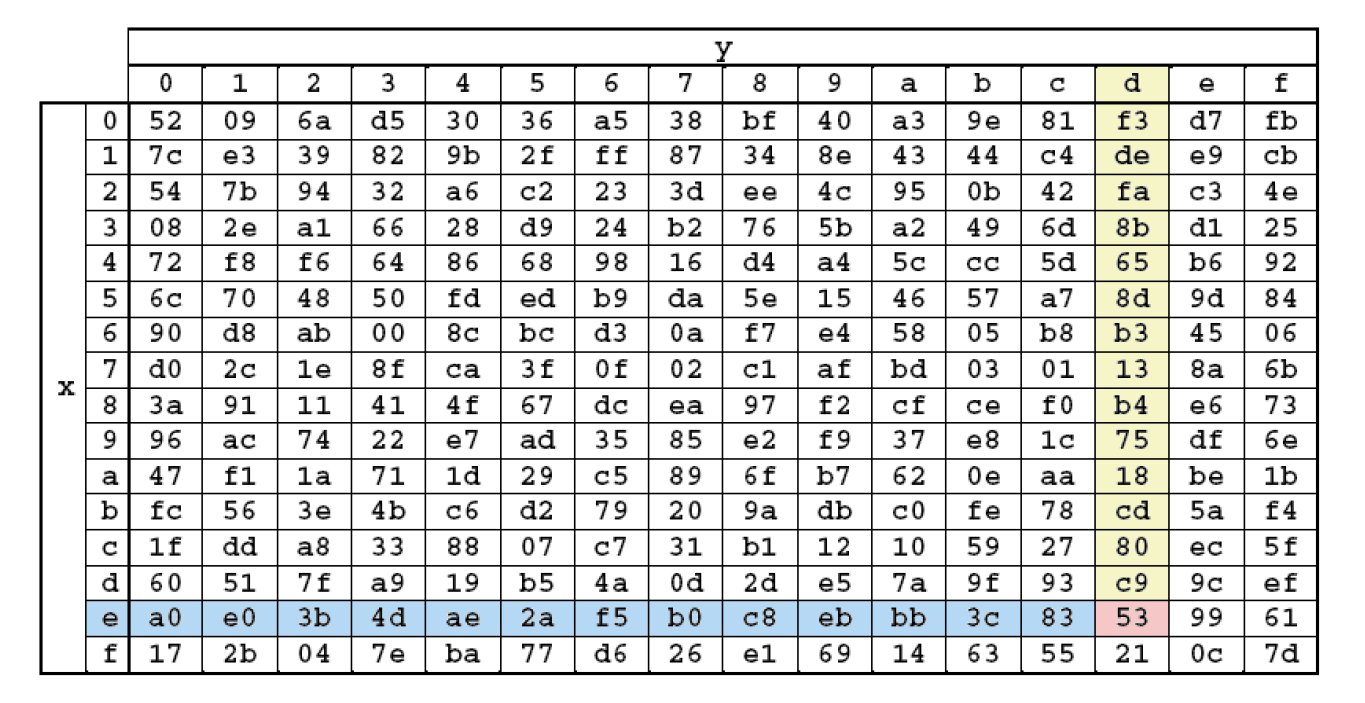 y
0 1 2 3 4 5 6 7 8 9 a b c d e f
0 52 09 6a d5 30 36 a5 38 bf 40 a3 9e 81 f3 d7 fb
1 7c e3 39 82 9b 2f ff 87 34 8e 43 44 c4 de e9 cb
2 54 7b 94 32 a6 c2 23 3d ee 4c 95 0b 42 fa c3 4e
3 08 2e a1 66 28 d9 24 b2 76 5b a2 49 6d 8b d1 25
4 72 f8 f6 64 86 68 98 16 d4 a4 5c cc 5d 65 b6 92
5 6c 70 48 50 fd ed b9 da 5e 15 46 57 a7 8d 9d 84
6 90 d8 ab 00 8c bc d3 0a f7 e4 58 05 b8 b3 45 06
7 d0 2c 1e 8f ca 3f 0f 02 c1 af bd 03 01 13 8a 6b
x
8 3a 91 11 41 4f 67 dc ea 97 f2 cf ce f0 b4 e6 73
9 96 ac 74 22 e7 ad 35 85 e2 f9 37 e8 1c 75 df 6e
a 47 f1 1a 71 1d 29 c5 89 6f b7 62 0e aa 18 be 1b
b fc 56 3e 4b c6 d2 79 20 9a db c0 fe 78 cd 5a f4
c 1f dd a8 33 88 07 c7 31 b1 12 10 59 27 80 ec 5f
d 60 51 7f a9 19 b5 4a 0d 2d e5 7a 9f 93 c9 9c ef
e a0 e0 3b 4d ae 2a f5 b0 c8 eb bb 3c 83 53 99 61
f 17 2b 04 7e ba 77 d6 26 e1 69 14 63 55 21 0c 7d